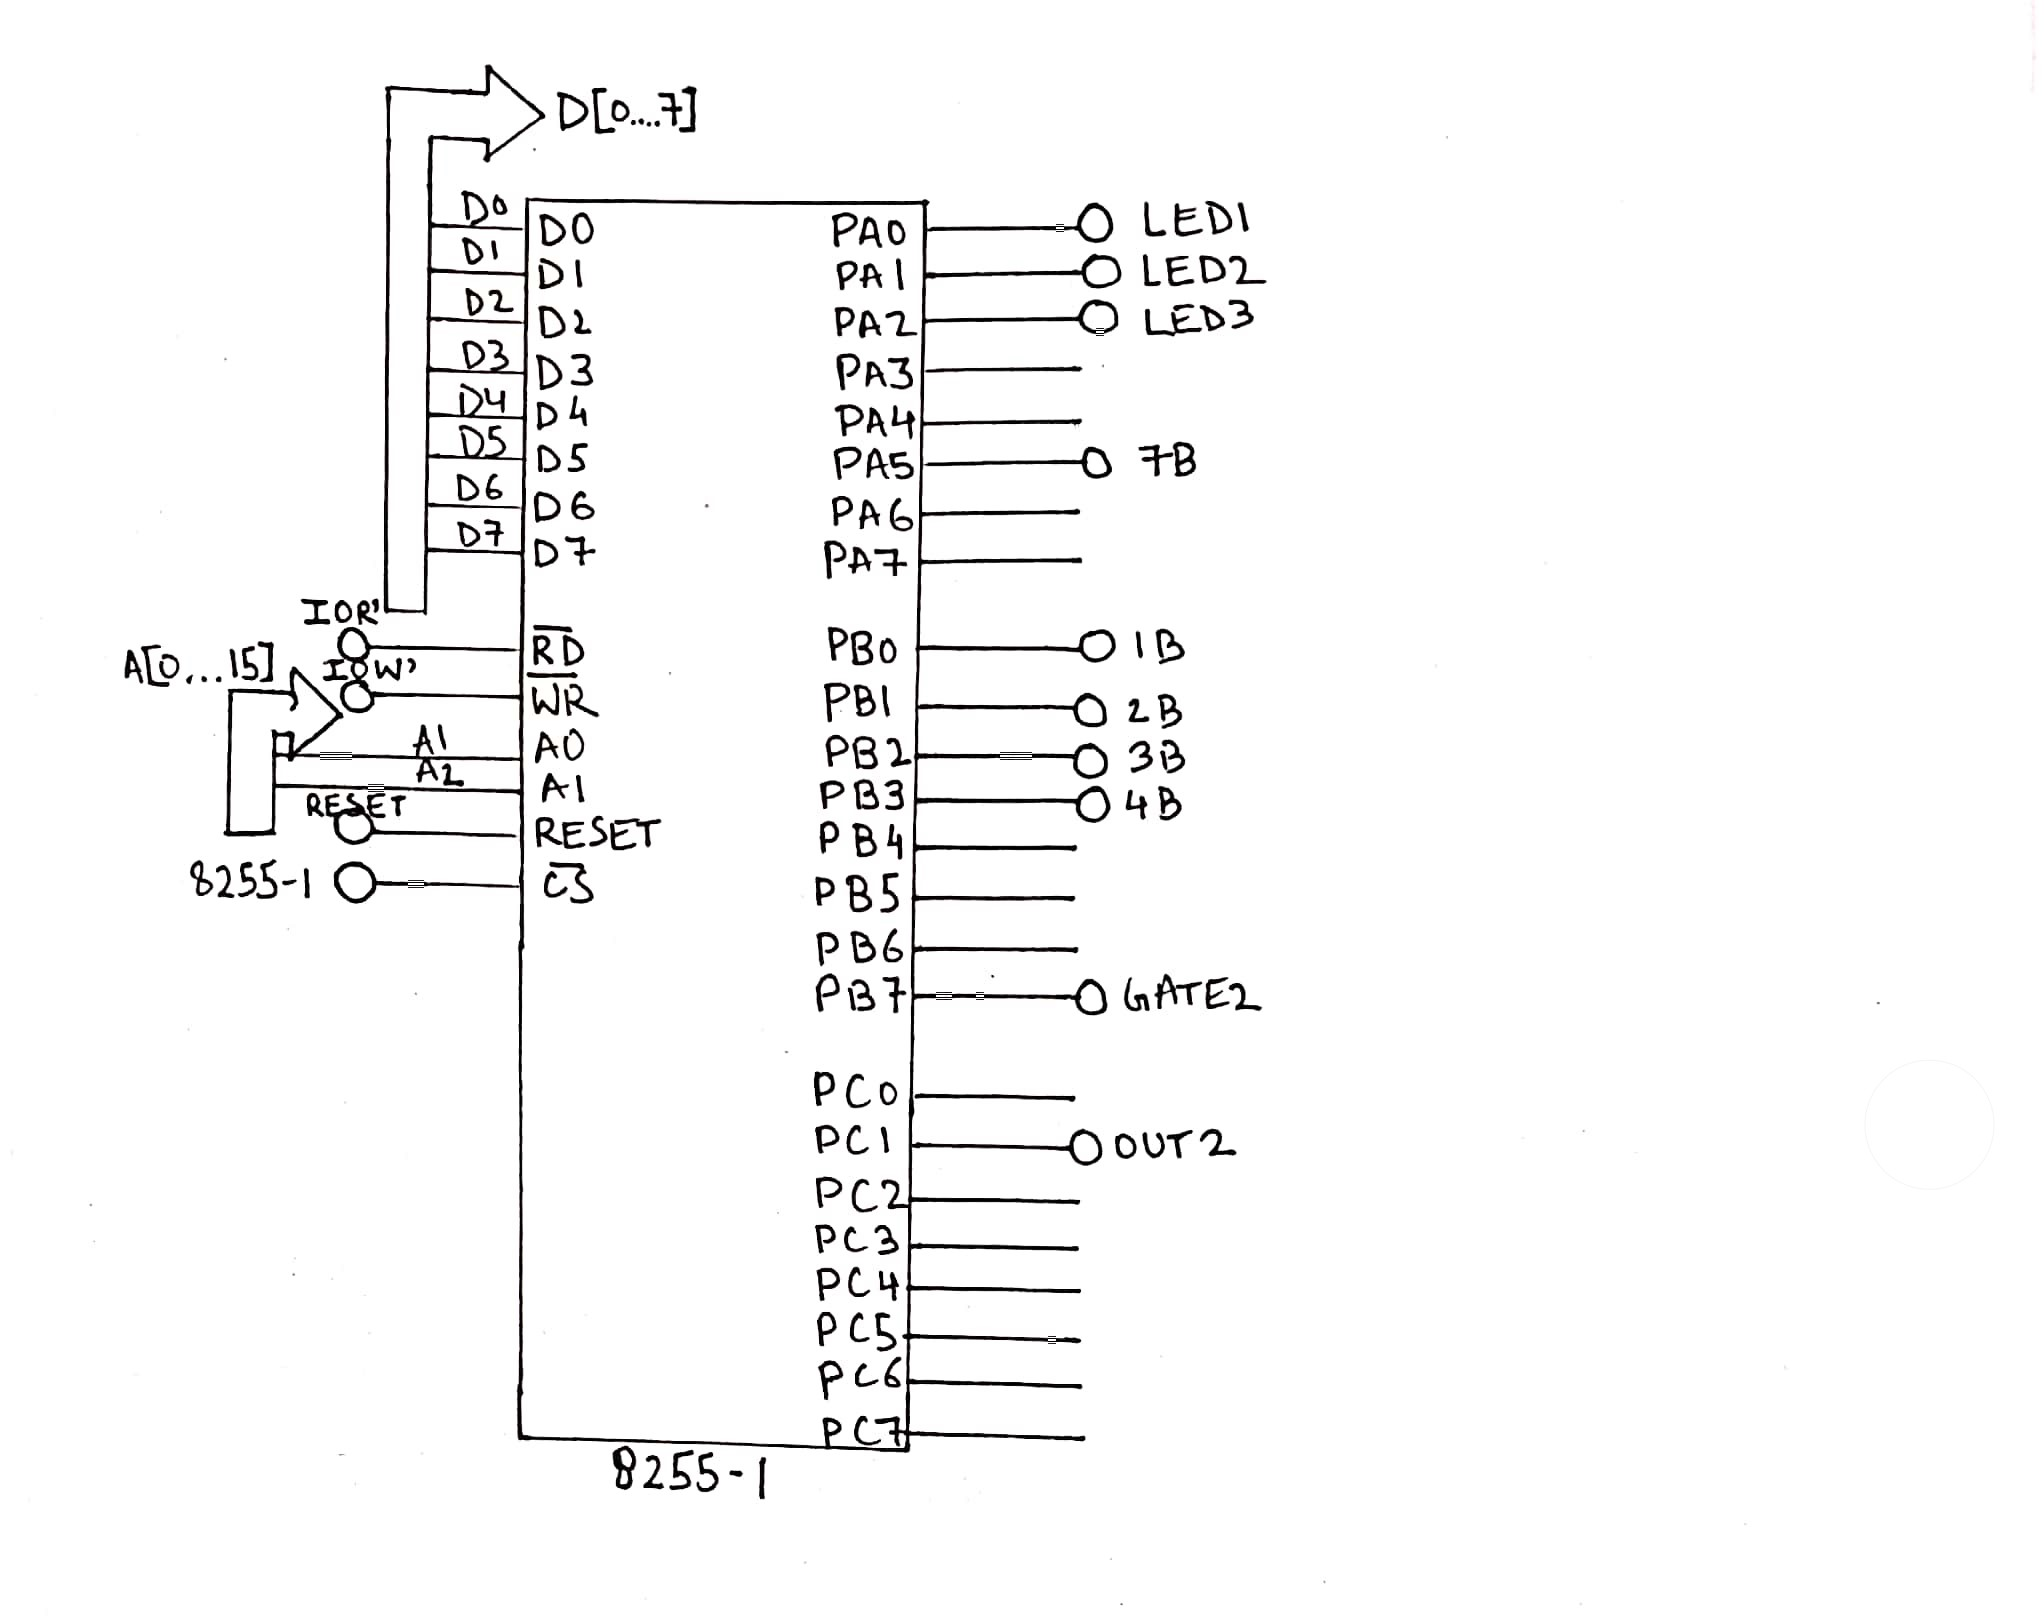 D[0....7]
D0 D0 PA0 LED1
D1 D1 PA1 LED2
D2 D2 PA2 LED3
D3 D3 PA3
D4 D4 PA4
D5 D5 PA5 7B
D6 D6 PA6
D7 D7 PA7
IOR'
A[0...15] RD PB0 1B
IOW' WR PB1 2B
A1 A0 PB2 3B
A2 A1 PB3 4B
RESET RESET PB4
8255-1 CS PB5
PB6
PB7 GATE2
PC0
PC1 OUT2
PC2
PC3
PC4
PC5
PC6
PC7
8255-1